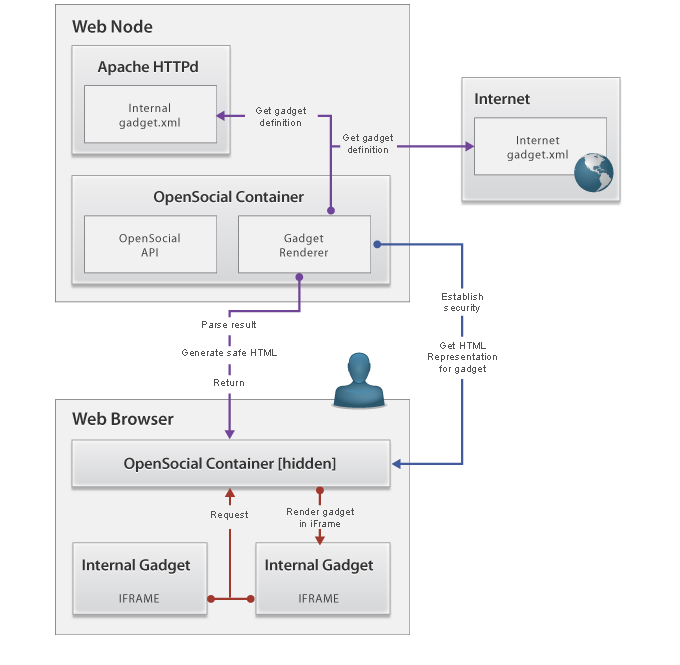 Web Node
Apache HTTPd
Internal
gadget.xml
Get gadget
definition
Get gadget
definition
Internet
Internet
gadget.xml
OpenSocial Container
OpenSocial
API
Gadget
Renderer
Establish
security
Get HTML
Representation
for gadget
Parse result
Generate safe HTML
Return
Web Browser
OpenSocial Container [hidden]
Request
Render gadget
in iFrame
Internal Gadget
IFRAME
Internal Gadget
IFRAME